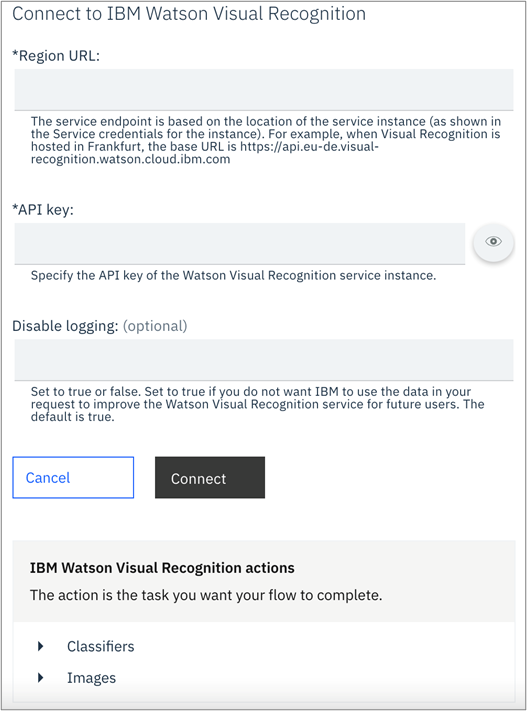 Connect to IBM Watson Visual Recognition
*Region URL:
The service endpoint is based on the location of the service instance (as shown in
the Service credentials for the instance). For example, when Visual Recognition is
hosted in Frankfurt, the base URL is https://api.eu-de.visual-
recognition.watson.cloud.ibm.com
*API key:
Specify the API key of the Watson Visual Recognition service instance.
Disable logging: (optional)
Set to true or false. Set to true if you do not want IBM to use the data in your
request to improve the Watson Visual Recognition service for future users. The
default is true.
Cancel
Connect
IBM Watson Visual Recognition actions
The action is the task you want your flow to complete.
Classifiers
Images